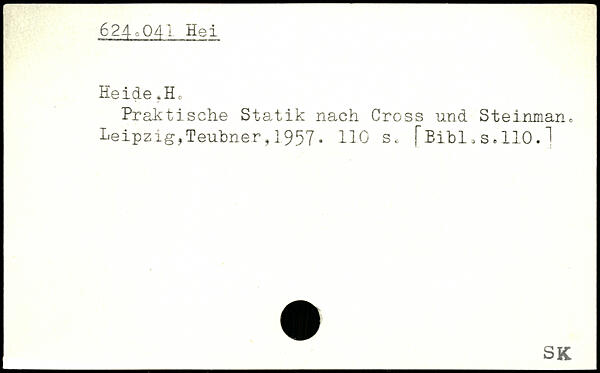 624.041 Hei
Heide,H.
Praktische Statik nach Cross und Steinman.
Leipzig,Teubner,1957. 110 s. [Bibl.s.110.]
SK